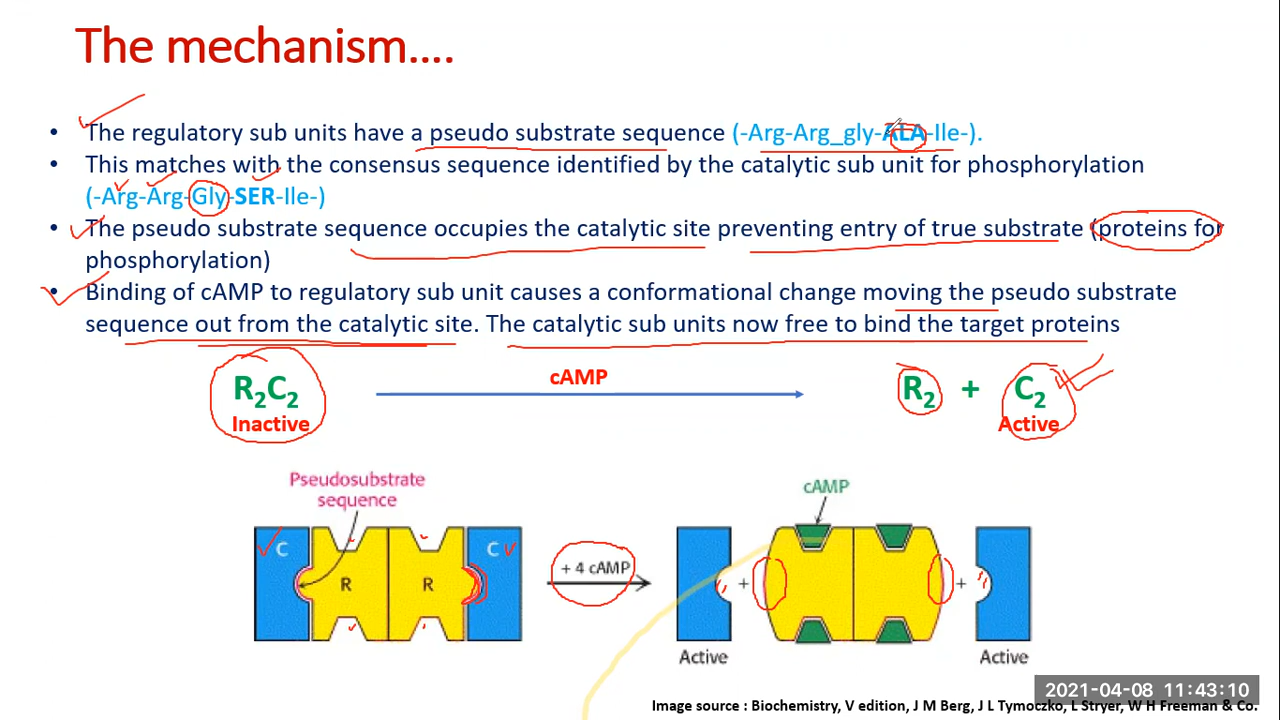 The mechanism....
• The regulatory sub units have a pseudo substrate sequence (-Arg-Arg_gly-ALA-Ile-).
• This matches with the consensus sequence identified by the catalytic sub unit for phosphorylation
(-Arg-Arg-Gly-SER-Ile-)
• The pseudo substrate sequence occupies the catalytic site preventing entry of true substrate (proteins for
phosphorylation)
• Binding of cAMP to regulatory sub unit causes a conformational change moving the pseudo substrate
sequence out from the catalytic site. The catalytic sub units now free to bind the target proteins
R2C2 cAMP R2 + C2
Inactive Active
Pseudosubstrate
sequence
cAMP
C R R C + 4 cAMP + +
Active Active
2021-04-08 11:43:10
Image source : Biochemistry, V edition, J M Berg, J L Tymoczko, L Stryer, W H Freeman & Co.